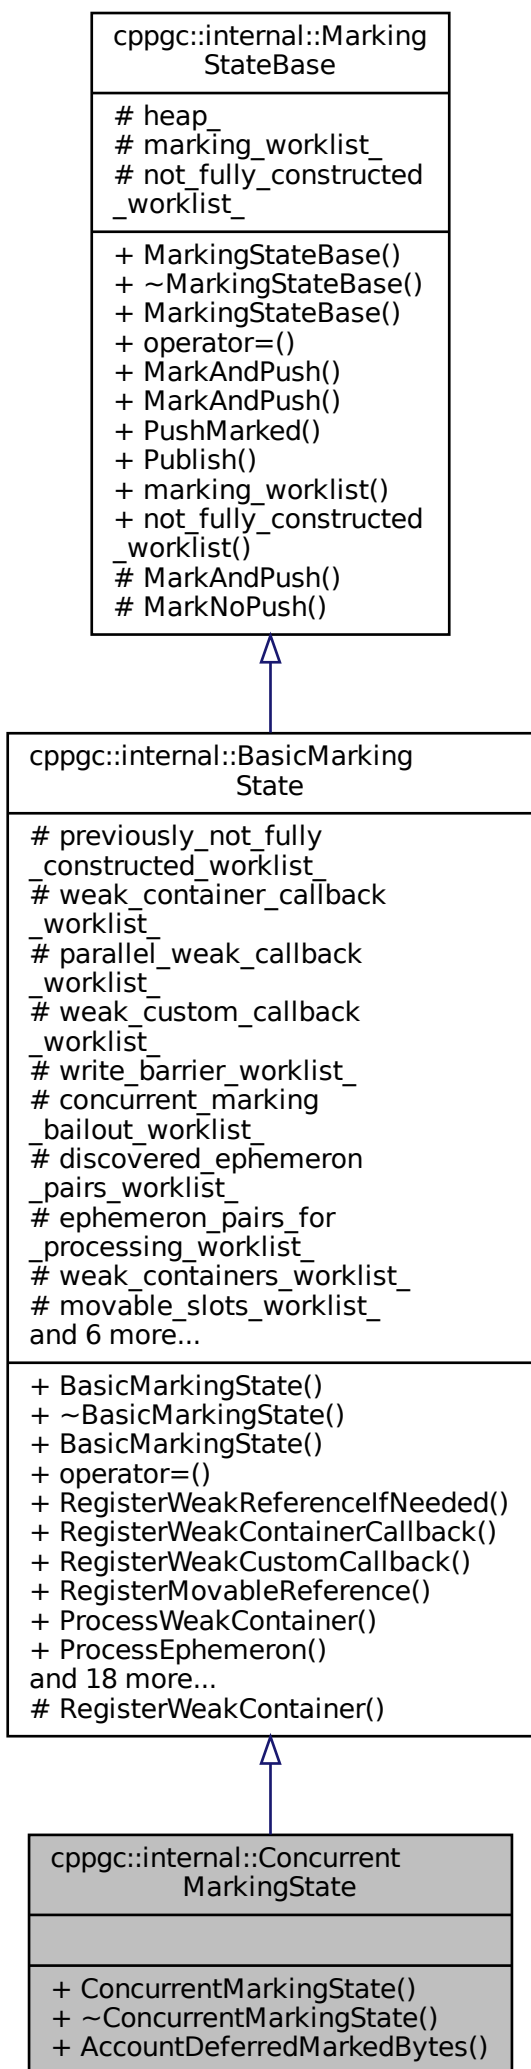 cppgc::internal::Marking
StateBase
# heap_
# marking_worklist_
# not_fully_constructed
_worklist_
+ MarkingStateBase()
+ ~MarkingStateBase()
+ MarkingStateBase()
+ operator=()
+ MarkAndPush()
+ MarkAndPush()
+ PushMarked()
+ Publish()
+ marking_worklist()
+ not_fully_constructed
_worklist()
# MarkAndPush()
# MarkNoPush()
cppgc::internal::BasicMarking
State
# previously_not_fully
_constructed_worklist_
# weak_container_callback
_worklist_
# parallel_weak_callback
_worklist_
# weak_custom_callback
_worklist_
# write_barrier_worklist_
# concurrent_marking
_bailout_worklist_
# discovered_ephemeron
_pairs_worklist_
# ephemeron_pairs_for
_processing_worklist_
# weak_containers_worklist_
# movable_slots_worklist_
and 6 more...
+ BasicMarkingState()
+ ~BasicMarkingState()
+ BasicMarkingState()
+ operator=()
+ RegisterWeakReferenceIfNeeded()
+ RegisterWeakContainerCallback()
+ RegisterWeakCustomCallback()
+ RegisterMovableReference()
+ ProcessWeakContainer()
+ ProcessEphemeron()
and 18 more...
# RegisterWeakContainer()
cppgc::internal::Concurrent
MarkingState
+ ConcurrentMarkingState()
+ ~ConcurrentMarkingState()
+ AccountDeferredMarkedBytes()